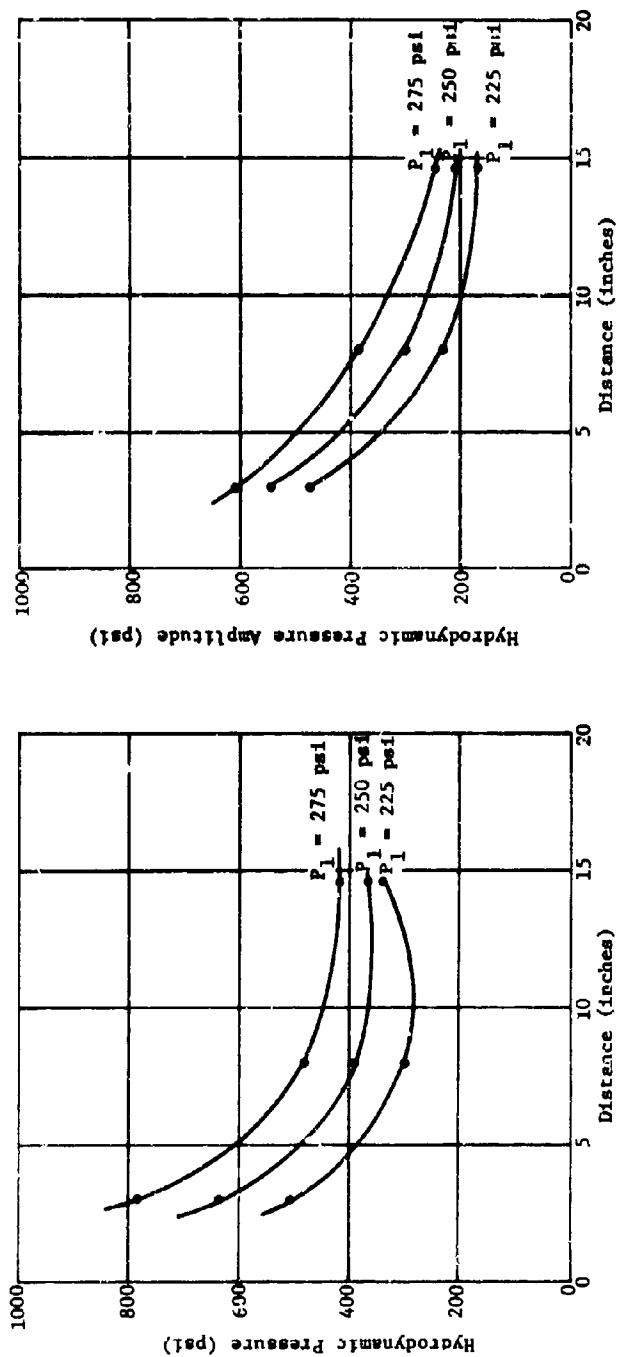 1000
800
600
400
200
0
Hydrodynamic Pressure (psi)
0
5
10
15
20
Distance (inches)
P1 = 275 psi
P1 = 250 psi
P1 = 225 psi
1000
800
600
400
200
0
Hydrodynamic Pressure Amplitude (psi)
0
5
10
15
20
Distance (inches)
P1 = 275 psi
P1 = 250 psi
P1 = 225 psi